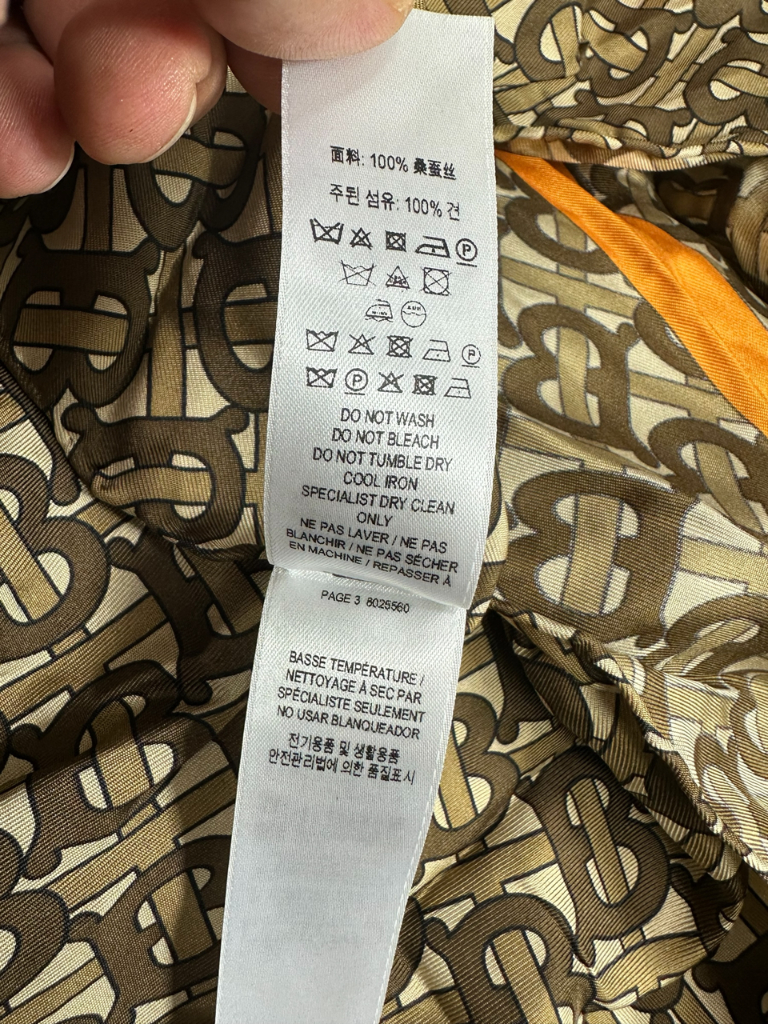 面料: 100% 桑蚕丝
주된 섬유: 100% 견
P
P
P
DO NOT WASH
DO NOT BLEACH
DO NOT TUMBLE DRY
COOL IRON
SPECIALIST DRY CLEAN
ONLY
NE PAS LAVER / NE PAS
BLANCHIR / NE PAS SÉCHER
EN MACHINE / REPASSER À
PAGE 3 8025560
BASSE TEMPÉRATURE /
NETTOYAGE À SEC PAR
SPÉCIALISTE SEULEMENT
NO USAR BLANQUEADOR
전기용품 및 생활용품
안전관리법에 의한 품질표시